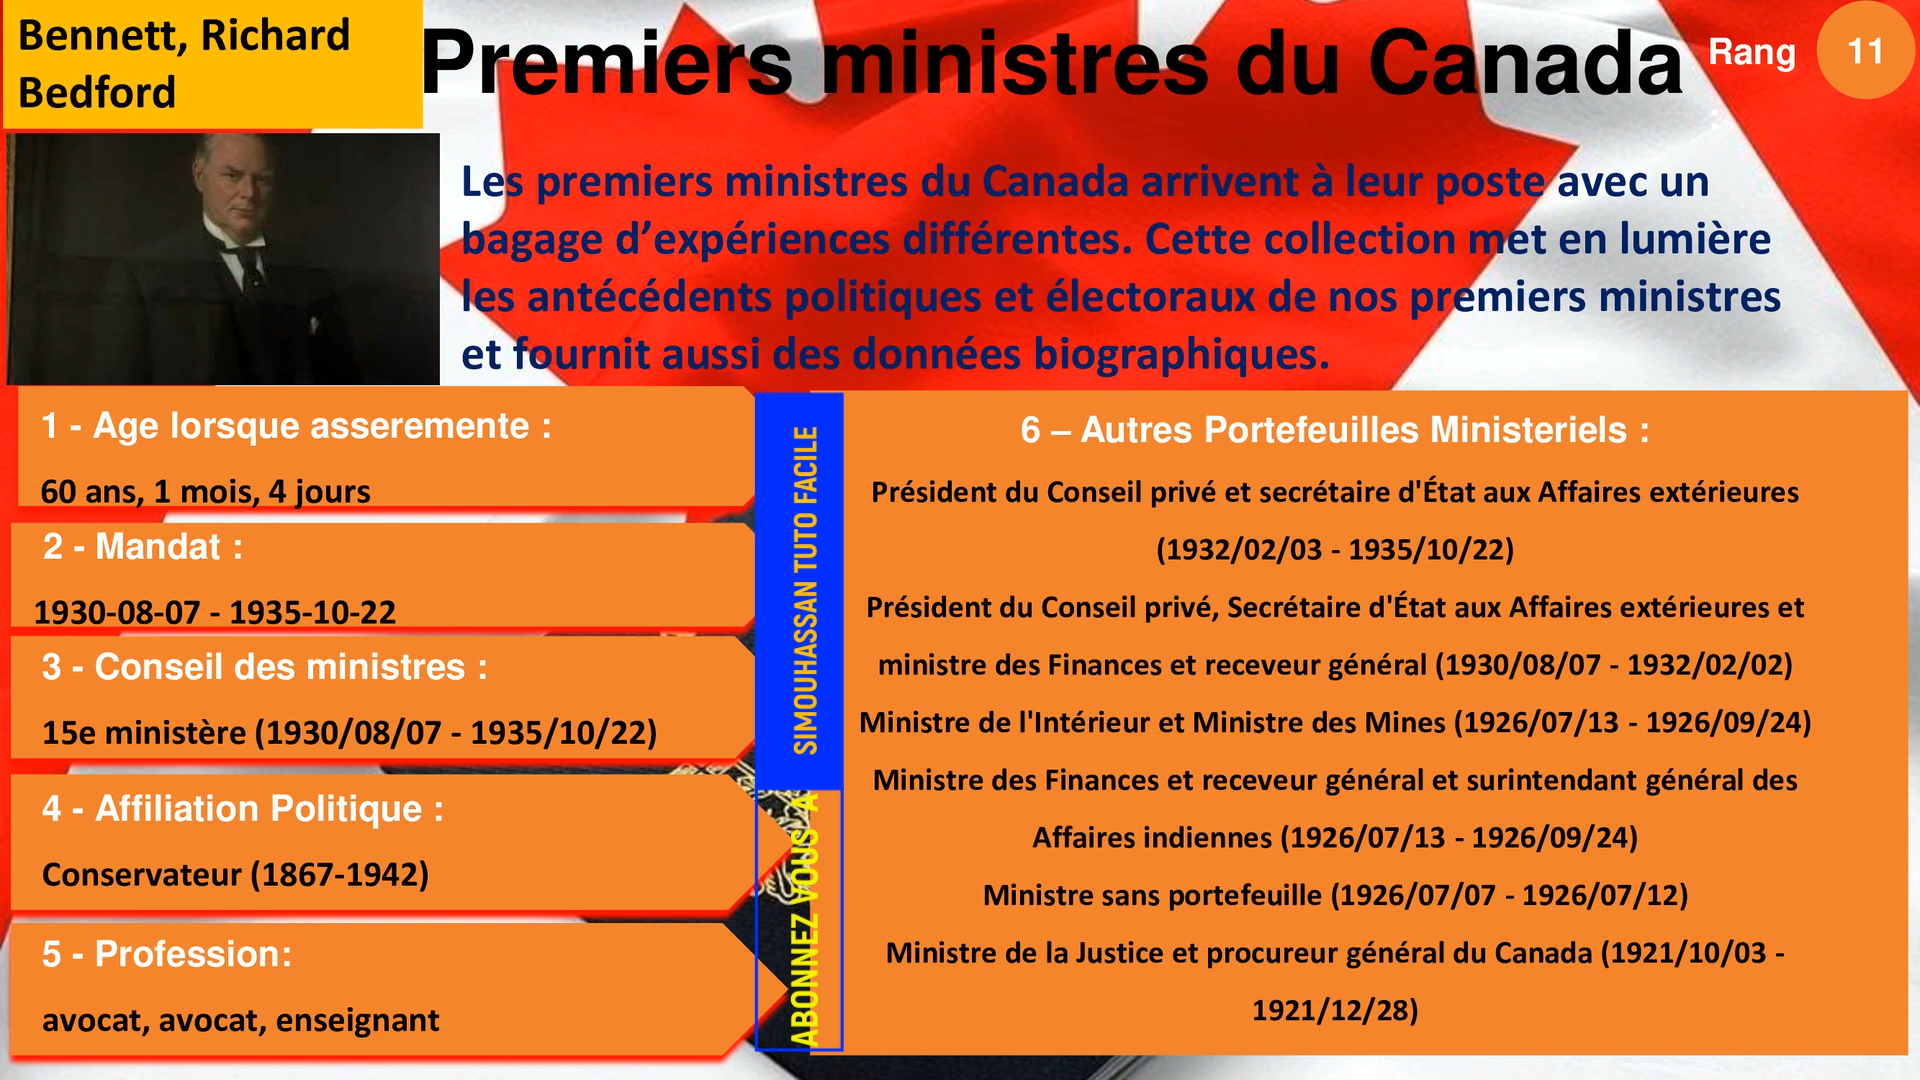 Bennett, Richard
Bedford
Premiers ministres du Canada
Rang
11
Les premiers ministres du Canada arrivent à leur poste avec un
bagage d’expériences différentes. Cette collection met en lumière
les antécédents politiques et électoraux de nos premiers ministres
et fournit aussi des données biographiques.
1 - Age lorsque asseremente :
60 ans, 1 mois, 4 jours
2 - Mandat :
1930-08-07 - 1935-10-22
3 - Conseil des ministres :
15e ministère (1930/08/07 - 1935/10/22)
4 - Affiliation Politique :
Conservateur (1867-1942)
5 - Profession:
avocat, avocat, enseignant
ABONNEZ VOUS A
SIMOUHASSAN TUTO FACILE
6 – Autres Portefeuilles Ministeriels :
Président du Conseil privé et secrétaire d'État aux Affaires extérieures
(1932/02/03 - 1935/10/22)
Président du Conseil privé, Secrétaire d'État aux Affaires extérieures et
ministre des Finances et receveur général (1930/08/07 - 1932/02/02)
Ministre de l'Intérieur et Ministre des Mines (1926/07/13 - 1926/09/24)
Ministre des Finances et receveur général et surintendant général des
Affaires indiennes (1926/07/13 - 1926/09/24)
Ministre sans portefeuille (1926/07/07 - 1926/07/12)
Ministre de la Justice et procureur général du Canada (1921/10/03 -
1921/12/28)